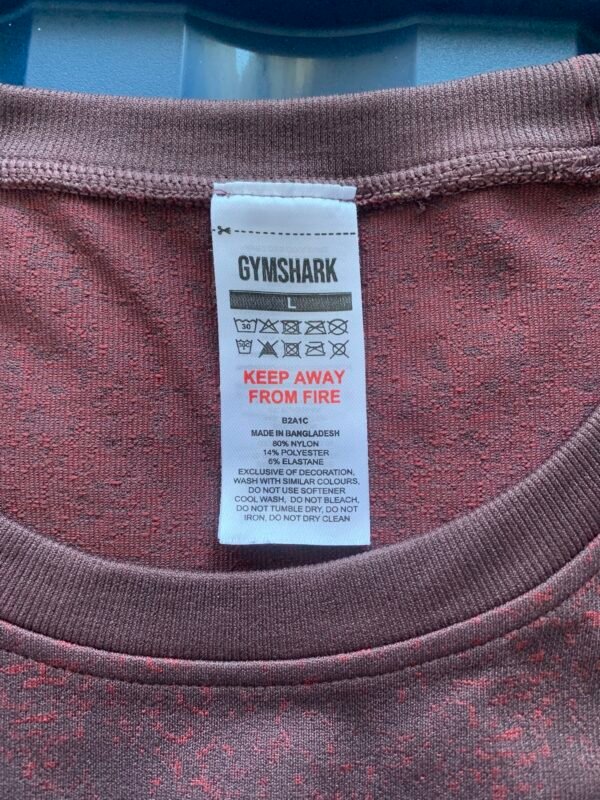 GYMSHARK
L
30
KEEP AWAY
FROM FIRE
B2A1C
MADE IN BANGLADESH
80% NYLON
14% POLYESTER
6% ELASTANE
EXCLUSIVE OF DECORATION,
WASH WITH SIMILAR COLOURS,
DO NOT USE SOFTENER
COOL WASH, DO NOT BLEACH,
DO NOT TUMBLE DRY, DO NOT
IRON, DO NOT DRY CLEAN